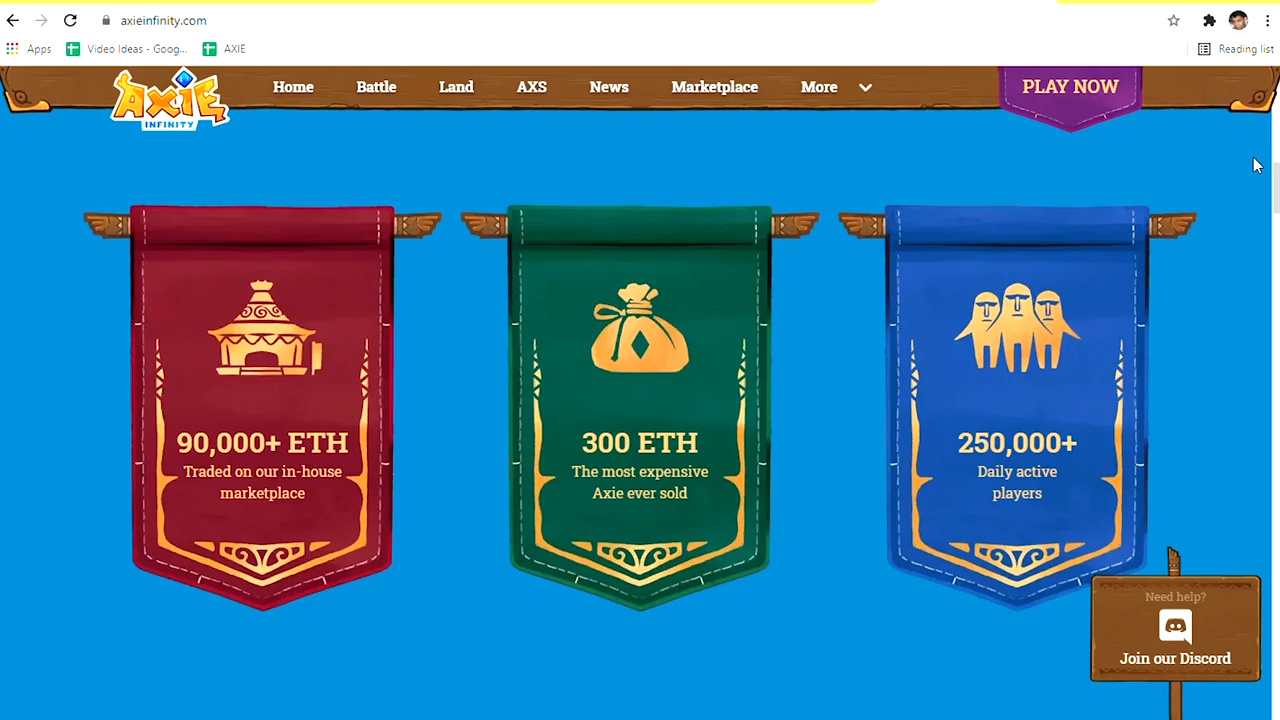 axieinfinity.com
Apps Video Ideas - Goog... AXIE Reading list
AXIE
INFINITY
Home Battle Land AXS News Marketplace More PLAY NOW
90,000+ ETH
Traded on our in-house
marketplace
300 ETH
The most expensive
Axie ever sold
250,000+
Daily active
players
Need help?
Join our Discord